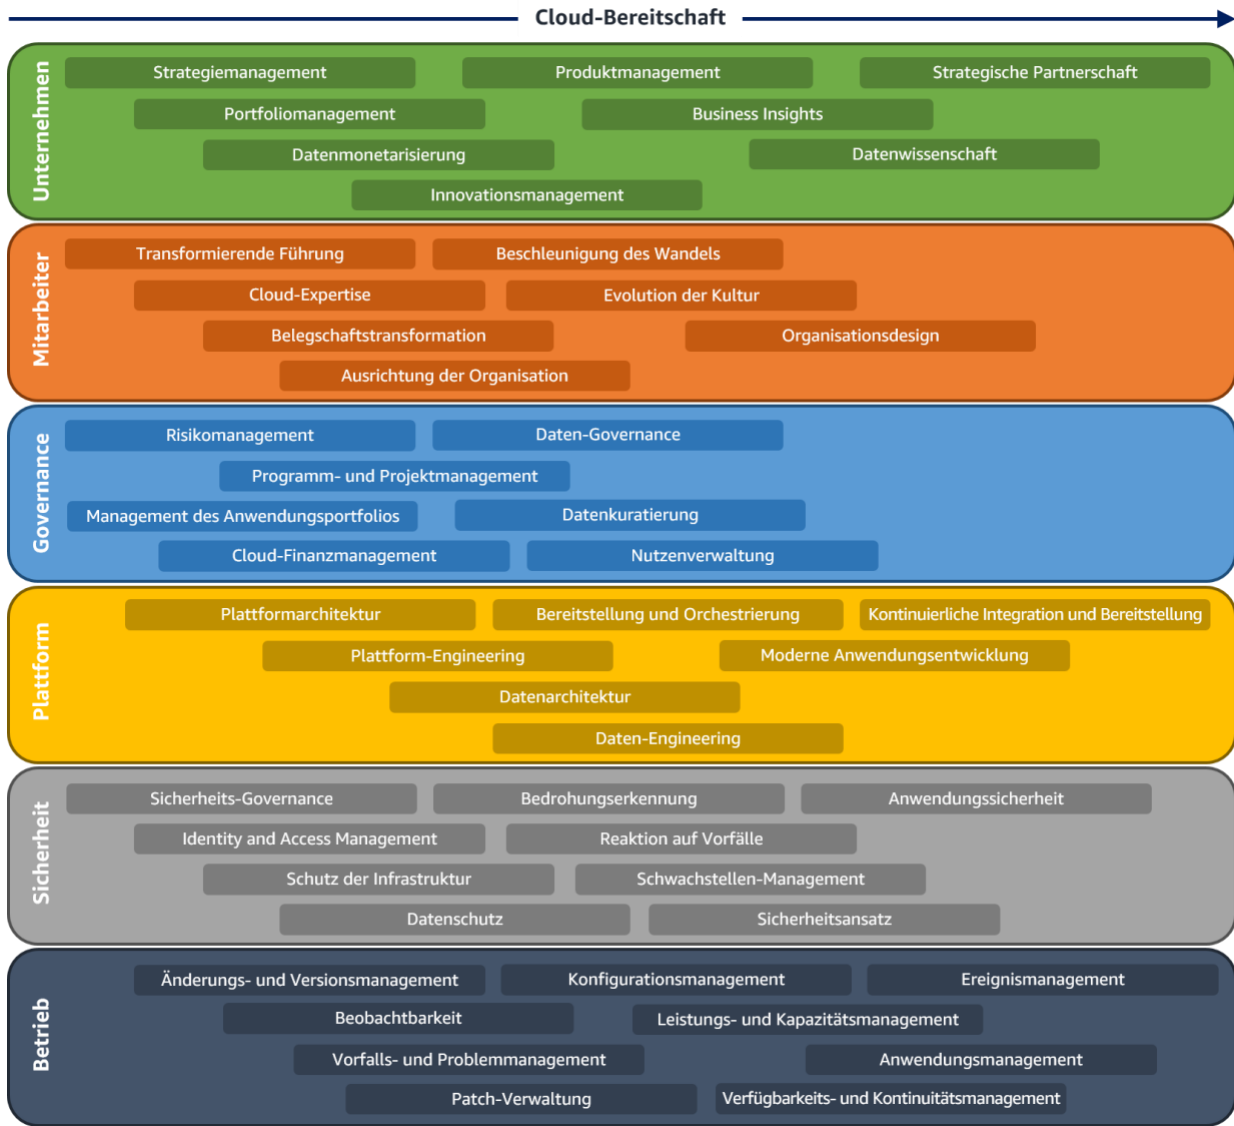 Cloud-Bereitschaft
Unternehmen
Strategiemanagement
Produktmanagement
Strategische Partnerschaft
Portfoliomanagement
Business Insights
Datenmonetarisierung
Datenwissenschaft
Innovationsmanagement
Mitarbeiter
Transformierende Führung
Beschleunigung des Wandels
Cloud-Expertise
Evolution der Kultur
Belegschaftstransformation
Organisationsdesign
Ausrichtung der Organisation
Governance
Risikomanagement
Daten-Governance
Programm- und Projektmanagement
Management des Anwendungsportfolios
Datenkuratierung
Cloud-Finanzmanagement
Nutzenverwaltung
Plattform
Plattformarchitektur
Bereitstellung und Orchestrierung
Kontinuierliche Integration und Bereitstellung
Plattform-Engineering
Moderne Anwendungsentwicklung
Datenarchitektur
Daten-Engineering
Sicherheit
Sicherheits-Governance
Bedrohungserkennung
Anwendungssicherheit
Identity and Access Management
Reaktion auf Vorfälle
Schutz der Infrastruktur
Schwachstellen-Management
Datenschutz
Sicherheitsansatz
Betrieb
Änderungs- und Versionsmanagement
Konfigurationsmanagement
Ereignismanagement
Beobachtbarkeit
Leistungs- und Kapazitätsmanagement
Vorfalls- und Problemmanagement
Anwendungsmanagement
Patch-Verwaltung
Verfügbarkeits- und Kontinuitätsmanagement